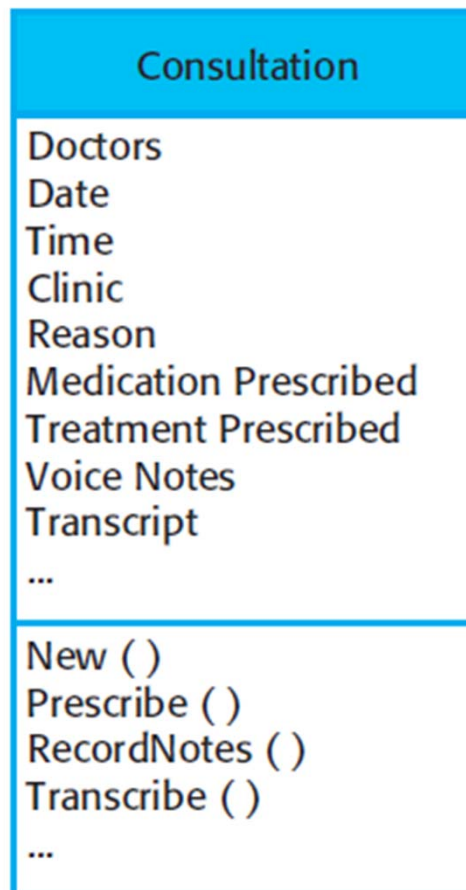 Consultation
Doctors
Date
Time
Clinic
Reason
Medication Prescribed
Treatment Prescribed
Voice Notes
Transcript
...
New ( )
Prescribe ( )
RecordNotes ( )
Transcribe ( )
...